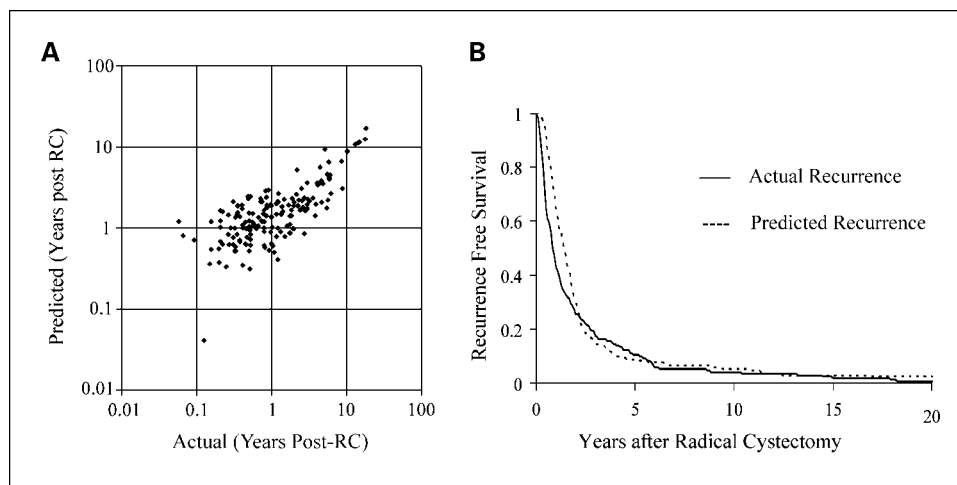 A
100
10
1
0.1
0.01
Predicted (Years post RC)
0.01 0.1 1 10 100
Actual (Years Post-RC)
B
1
0.8
0.6
0.4
0.2
0
Recurrence Free Survival
Actual Recurrence
Predicted Recurrence
0 5 10 15 20
Years after Radical Cystectomy